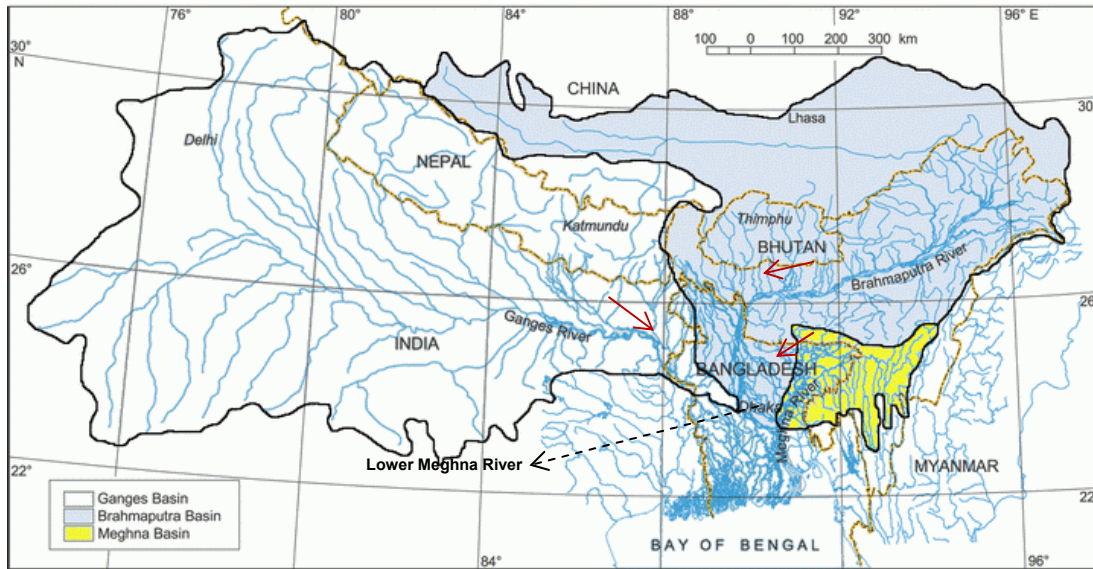 76°
80°
84°
88°
92°
96° E
30°
N
100 0 100 200 300 km
CHINA
Lhasa
30
Delhi
NEPAL
Katmundu
Thimphu
BHUTAN
Brahmaputra River
26°
26
Ganges River
INDIA
BANGLADESH
Dhaka
Meghna River
Lower Meghna River
MYANMAR
22°
22
Ganges Basin
Brahmaputra Basin
Meghna Basin
84°
BAY OF BENGAL
96°